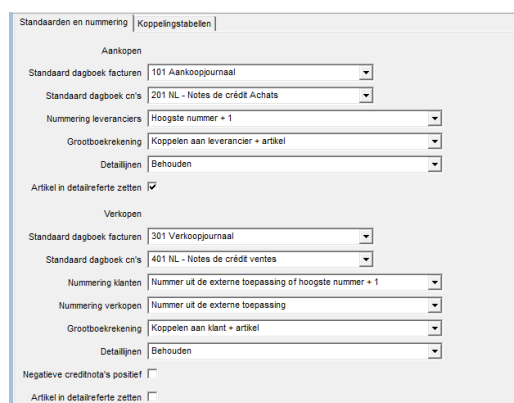 Standaarden en nummering Koppelingstabellen
Aankopen
Standaard dagboek facturen 101 Aankoopjournaal
Standaard dagboek cn's 201 NL - Notes de crédit Achats
Nummering leveranciers Hoogste nummer + 1
Grootboekrekening Koppelen aan leverancier + artikel
Detaillijnen Behouden
Artikel in detailreferte zetten
Verkopen
Standaard dagboek facturen 301 Verkoopjournaal
Standaard dagboek cn's 401 NL - Notes de crédit ventes
Nummering klanten Nummer uit de externe toepassing of hoogste nummer + 1
Nummering verkopen Nummer uit de externe toepassing
Grootboekrekening Koppelen aan klant + artikel
Detaillijnen Behouden
Negatieve creditnota's positief
Artikel in detailreferte zetten